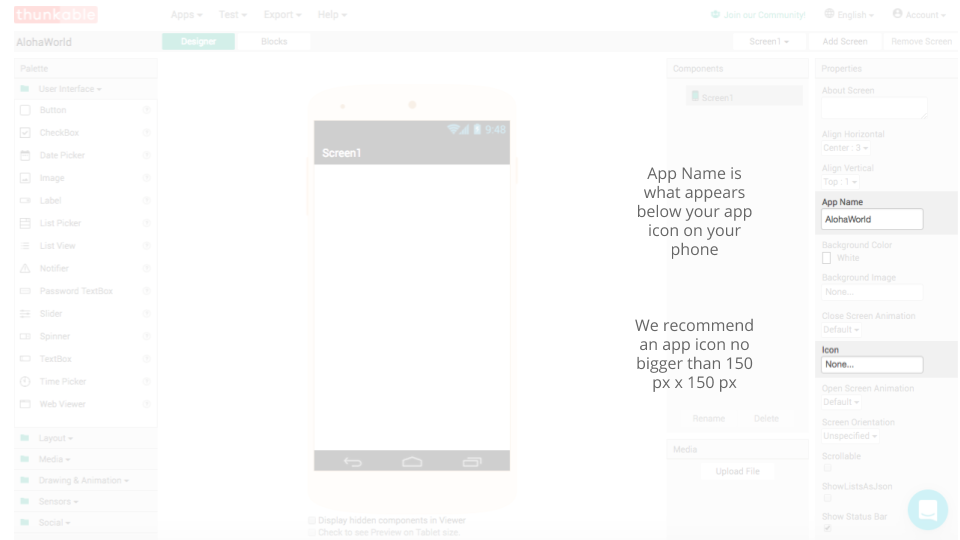 thunkable
Apps
Test
Export
Help
Join our Community!
English
Account
AlohaWorld
Designer
Blocks
Screen1
Add Screen
Remove Screen
Palette
User Interface
Button
CheckBox
Date Picker
Image
Label
List Picker
List View
Notifier
Password TextBox
Slider
Spinner
TextBox
Time Picker
Web Viewer
Layout
Media
Drawing & Animation
Sensors
Social
9:48
Screen1
Display hidden components in Viewer
Check to see Preview on Tablet size.
Components
Screen1
App Name is
what appears
below your app
icon on your
phone
We recommend
an app icon no
bigger than 150
px x 150 px
Rename
Delete
Media
Upload File
Properties
About Screen
Align Horizontal
Center : 3
Align Vertical
Top : 1
App Name
AlohaWorld
Background Color
White
Background Image
None...
Close Screen Animation
Default
Icon
None...
Open Screen Animation
Default
Screen Orientation
Unspecified
Scrollable
ShowListsAsJson
Show Status Bar